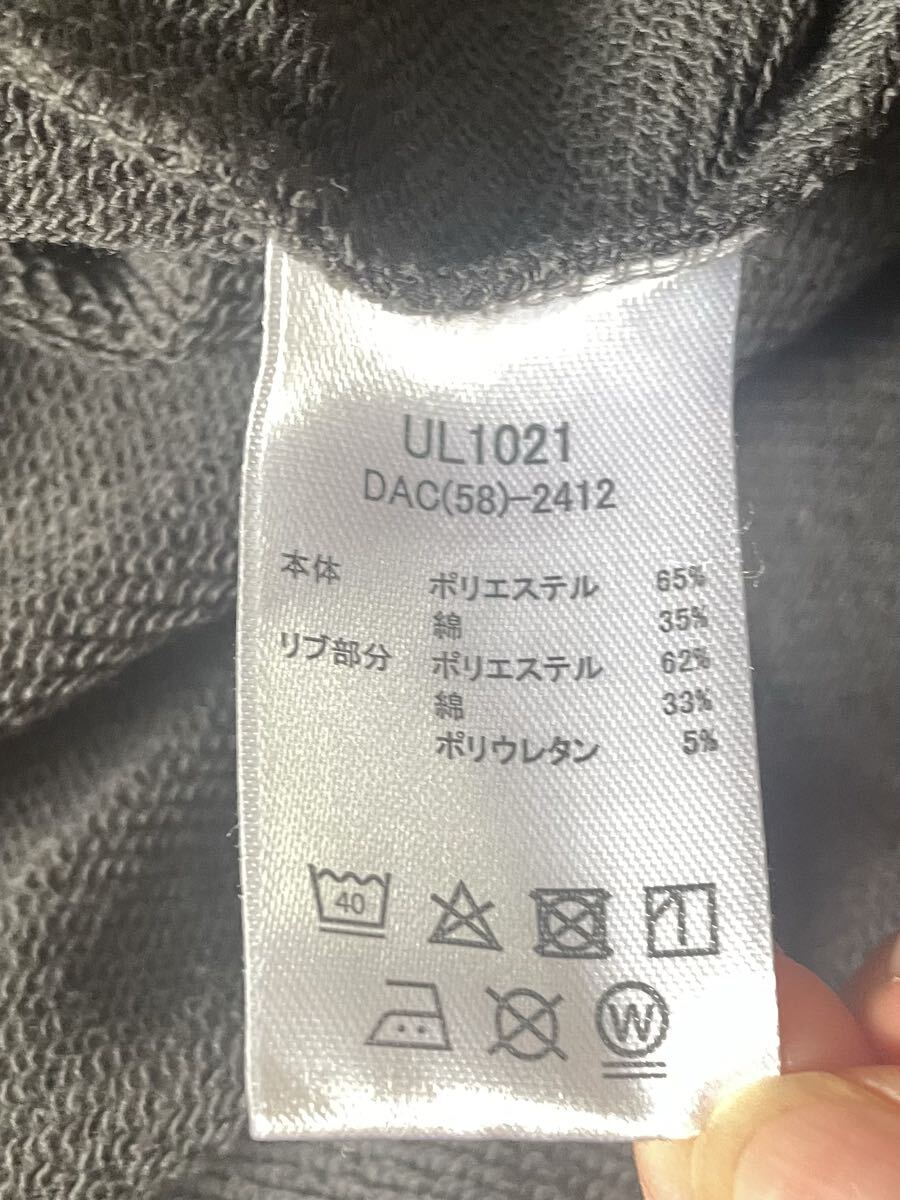 UL1021
DAC(58)-2412
本体 ポリエステル 65%
綿 35%
リブ部分 ポリエステル 62%
綿 33%
ポリウレタン 5%
40
W